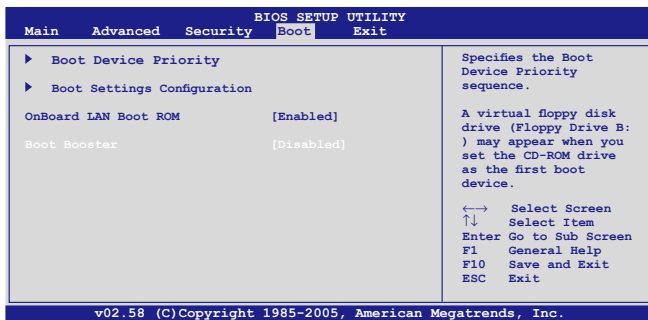 BIOS SETUP UTILITY
Main Advanced Security Boot Exit
Boot Device Priority
Boot Settings Configuration
OnBoard LAN Boot ROM [Enabled]
Boot Booster [Disabled]
Specifies the Boot
Device Priority
sequence.
A virtual floppy disk
drive (Floppy Drive B:
) may appear when you
set the CD-ROM drive
as the first boot
device.
←→ Select Screen
↑↓ Select Item
Enter Go to Sub Screen
F1 General Help
F10 Save and Exit
ESC Exit
v02.58 (C)Copyright 1985-2005, American Megatrends, Inc.